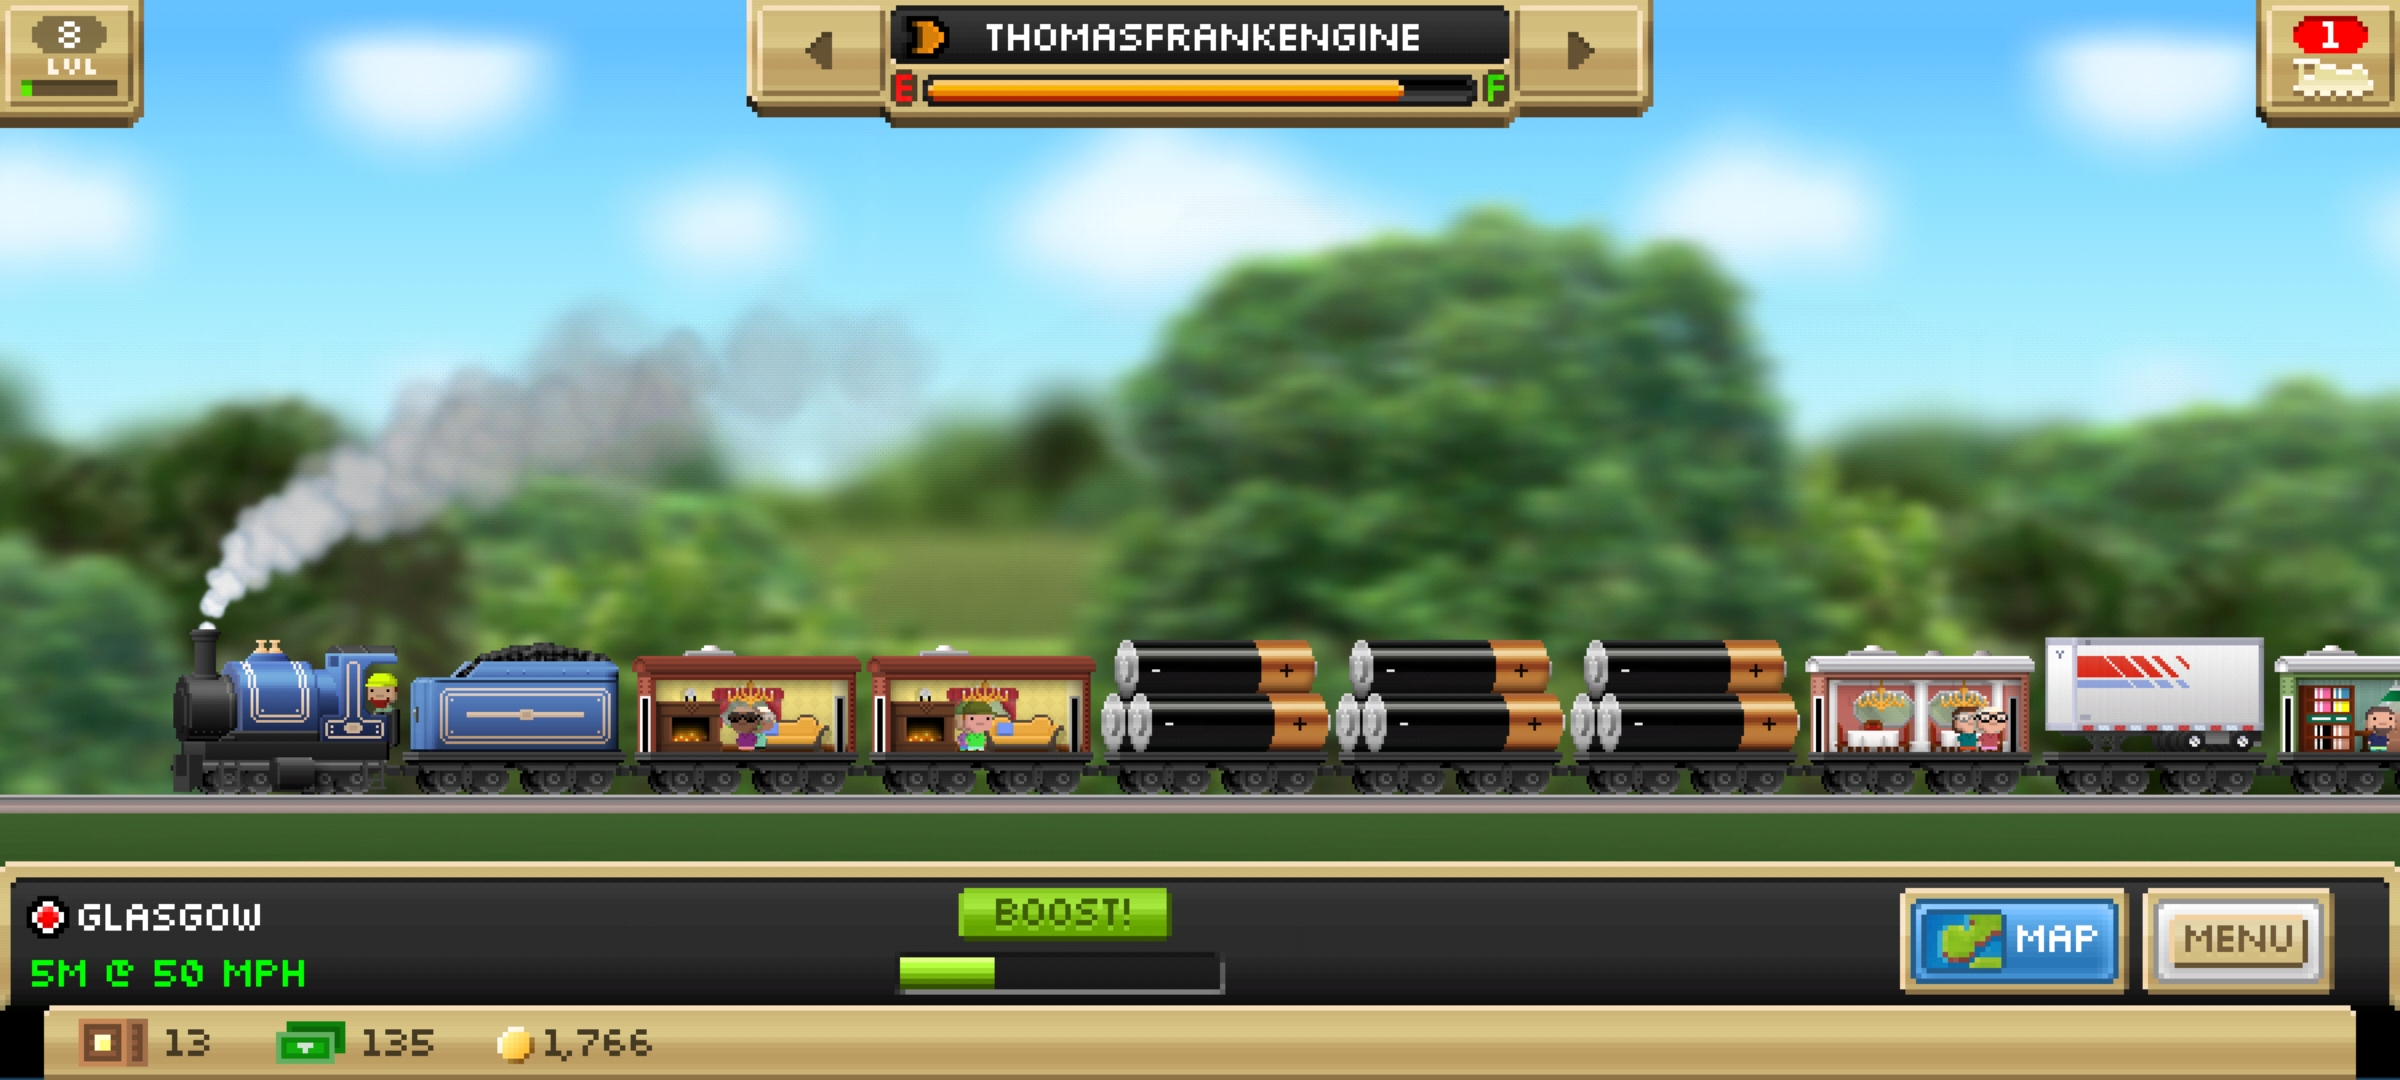 8
LVL
THOMASFRANKENGINE
E F
1
- + - + - +
- + - + - +
GLASGOW
5M @ 50 MPH
BOOST!
MAP
MENU
13 135 1,766